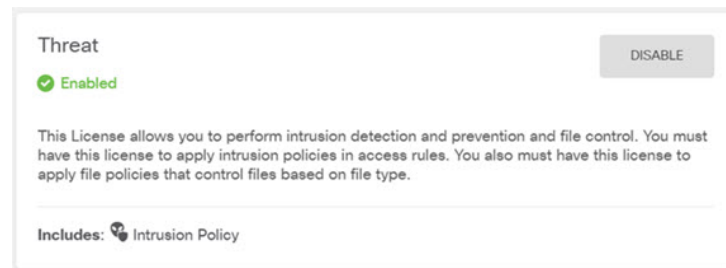 Threat
DISABLE
Enabled
This License allows you to perform intrusion detection and prevention and file control. You must
have this license to apply intrusion policies in access rules. You also must have this license to
apply file policies that control files based on file type.
Includes: Intrusion Policy